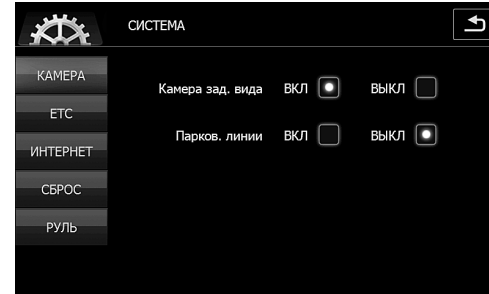 СИСТЕМА
КАМЕРА
ETC
ИНТЕРНЕТ
СБРОС
РУЛЬ
Камера зад. вида ВКЛ ВЫКЛ
Парков. линии ВКЛ ВЫКЛ